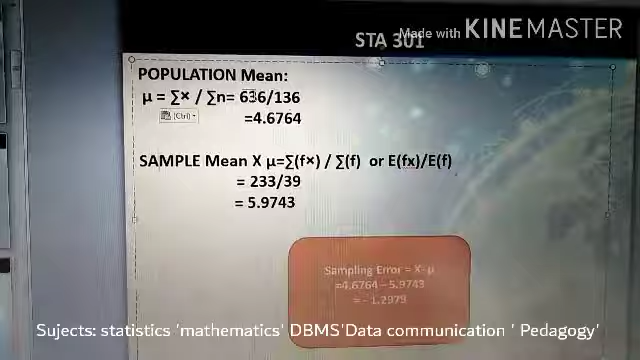 STA 301
Made with KINEMASTER
POPULATION Mean:
μ = ∑× / ∑n= 636/136
(Ctrl)
=4.6764
SAMPLE Mean X μ=∑(f×) / ∑(f) or E(fx)/E(f)
= 233/39
= 5.9743
Sampling Error = X- μ
=4.6764 – 5.9743
= - 1.2979
Sujects: statistics 'mathematics' DBMS'Data communication ' Pedagogy'